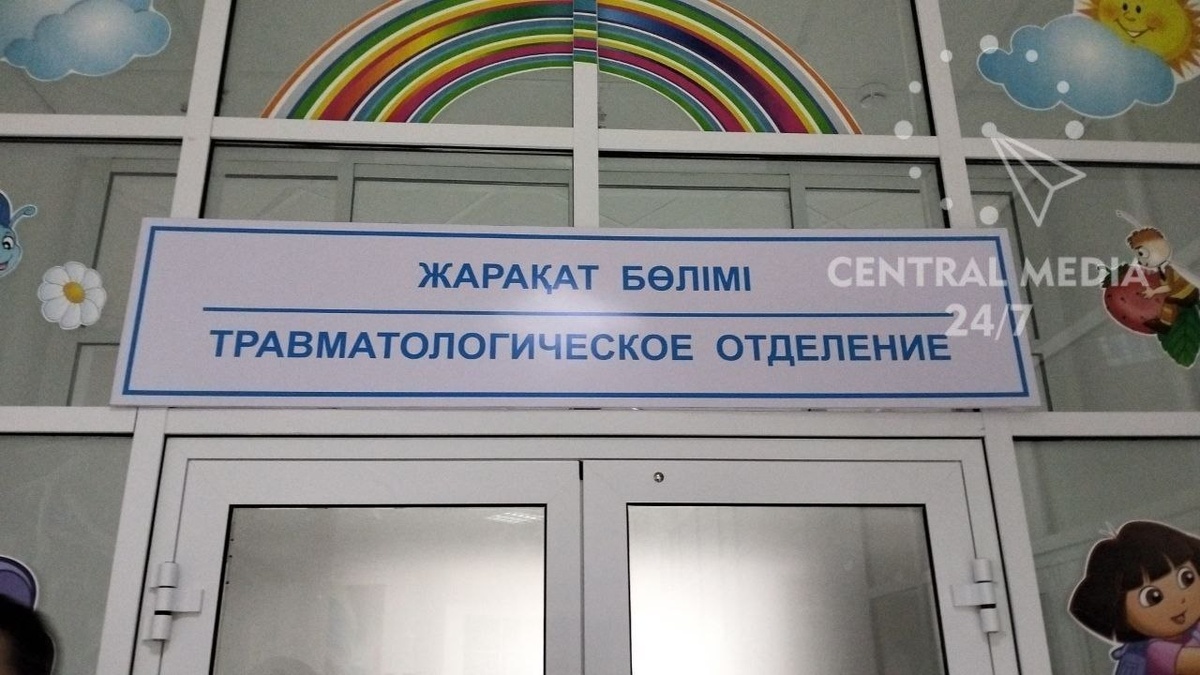 ЖАРАҚАТ БӨЛІМІ
ТРАВМАТОЛОГИЧЕСКОЕ ОТДЕЛЕНИЕ
CENTRAL MEDIA
24/7